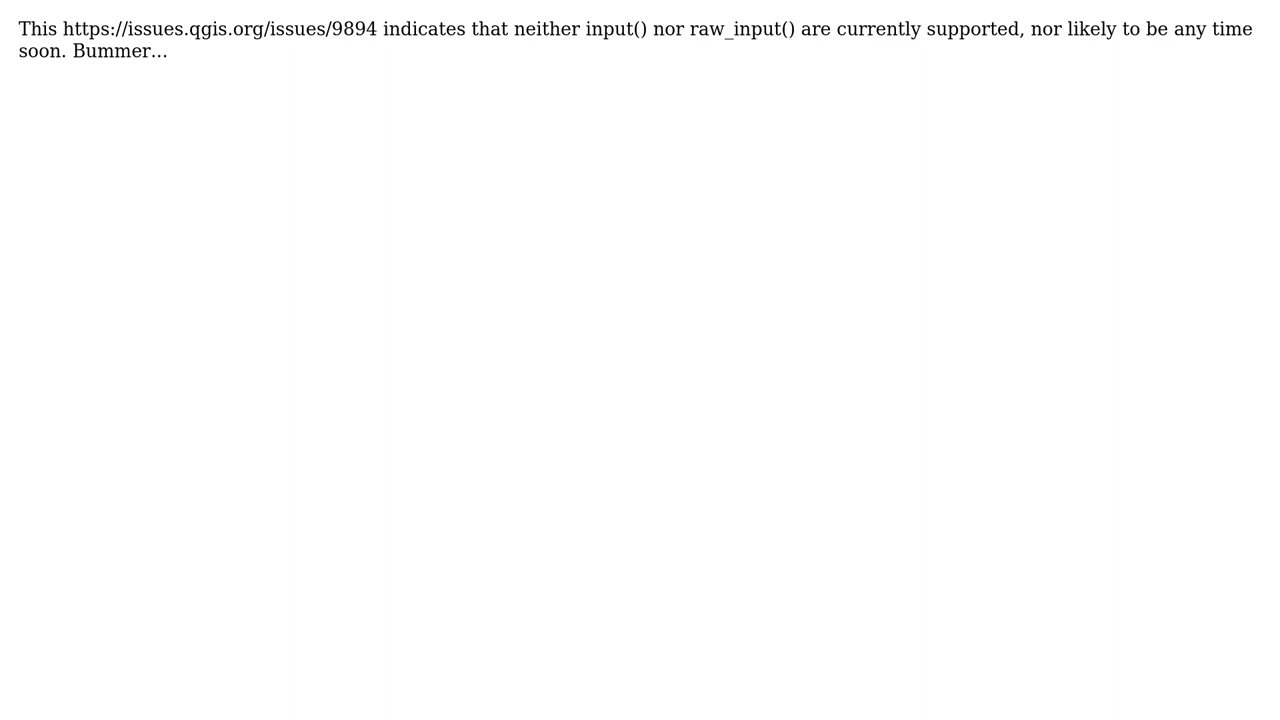 This https://issues.qgis.org/issues/9894 indicates that neither input() nor raw_input() are currently supported, nor likely to be any time
soon. Bummer...